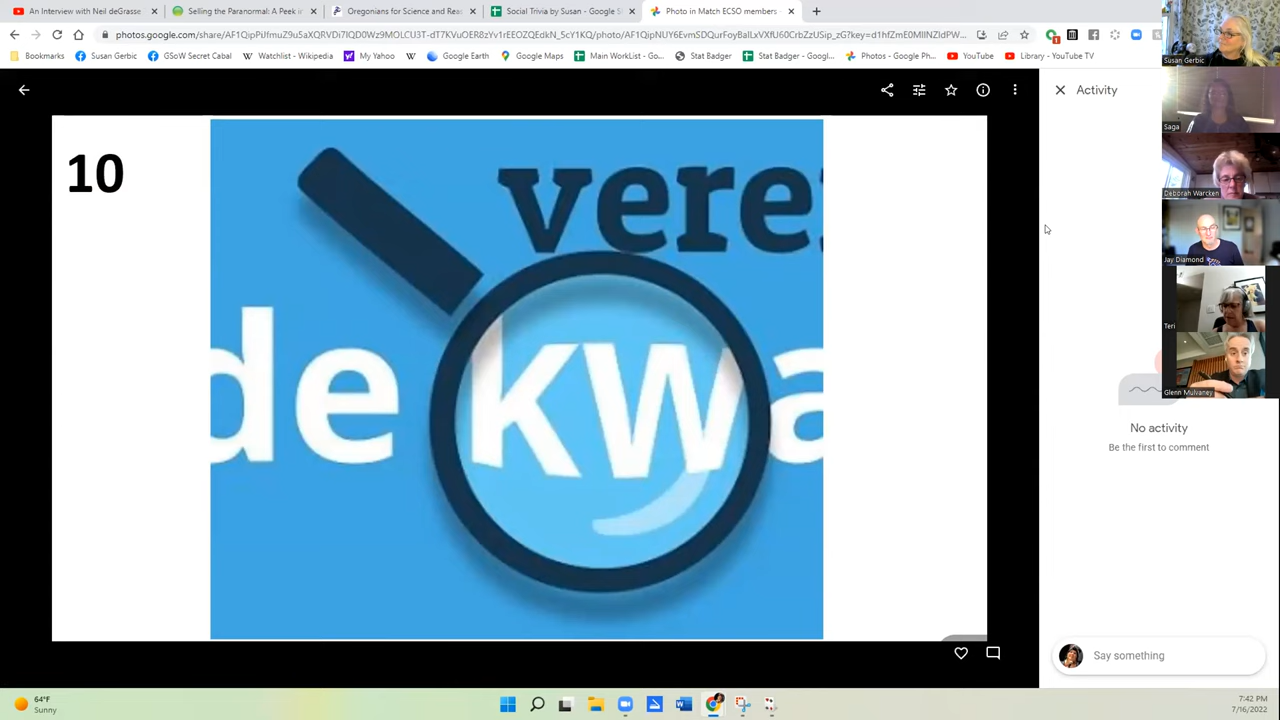 An Interview with Neil deGrasse
Selling the Paranormal: A Peek in
Oregonians for Science and Rea
Social Trivia by Susan - Google S
Photo in Match ECSO members -
Bookmarks
Susan Gerbic
GSoW Secret Cabal
Watchlist - Wikipedia
My Yahoo
Google Earth
Google Maps
Main WorkList - Go...
Stat Badger
Stat Badger - Googl...
Photos - Google Ph...
YouTube
Library - YouTube TV
Activity
10
vere
de kwa
No activity
Be the first to comment
Say something
Susan Gerbic
Saga
Deborah Warcken
Jay Diamond
Teri
Glenn Mulvaney
64°F
Sunny
7:42 PM
7/16/2022